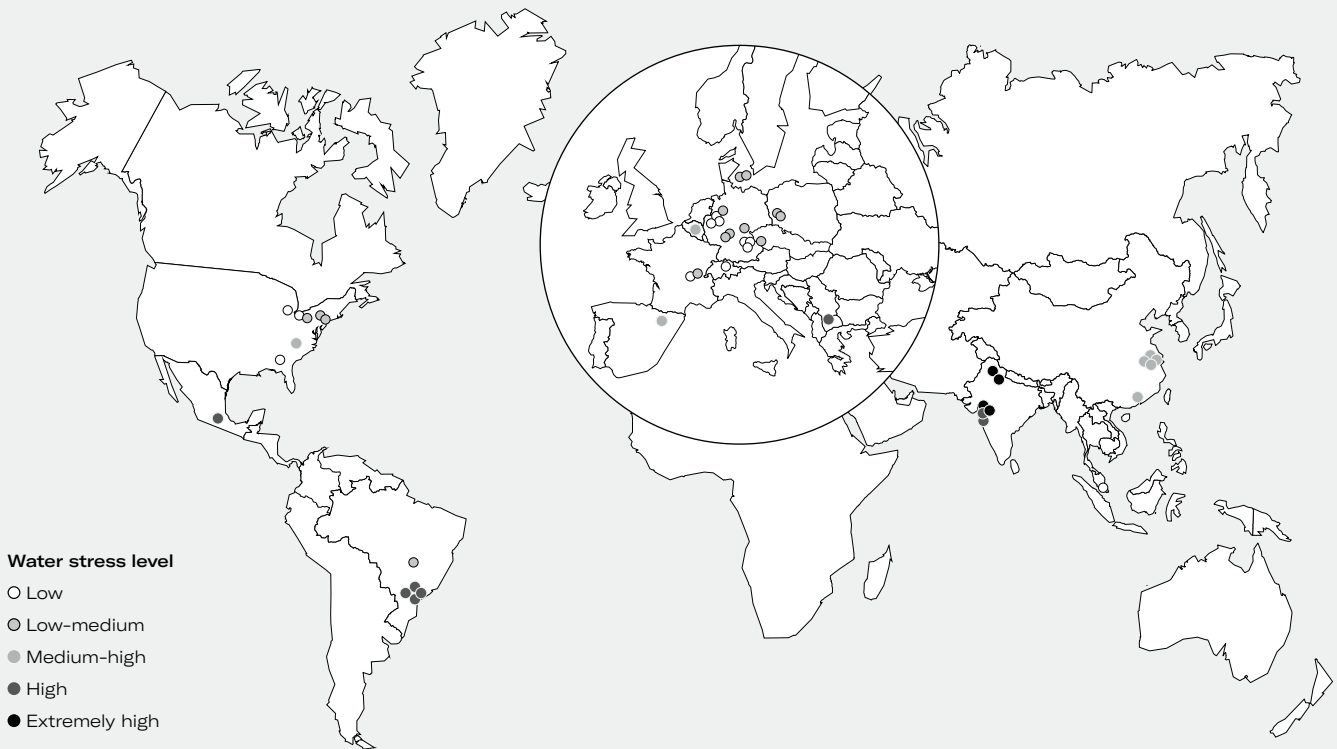 Water stress level
Low
Low-medium
Medium-high
High
Extremely high